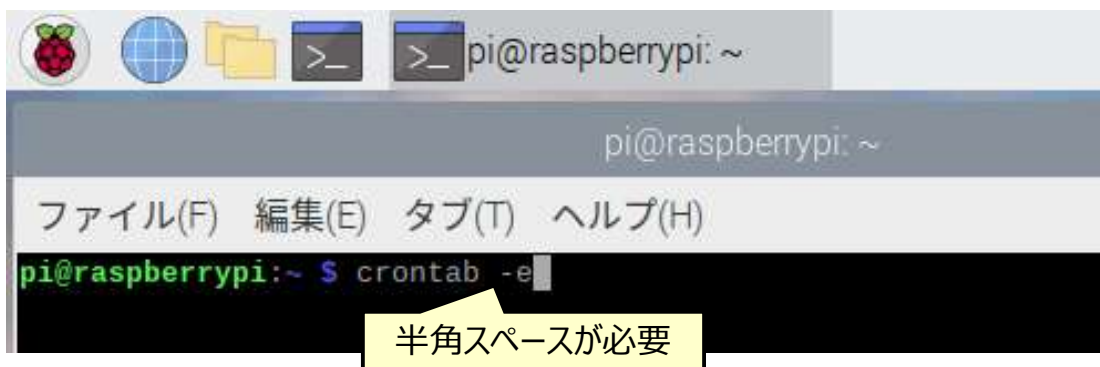 pi@raspberrypi: ~
pi@raspberrypi: ~
ファイル(F) 編集(E) タブ(T) ヘルプ(H)
pi@raspberrypi:~ $ crontab -e
半角スペースが必要